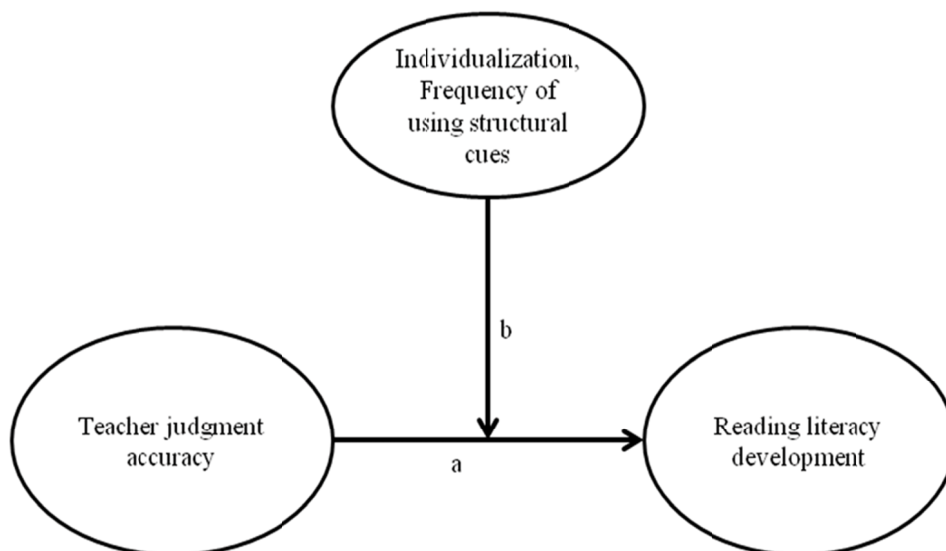 Individualization,
Frequency of
using structural
cues
b
Teacher judgment
accuracy
a
Reading literacy
development